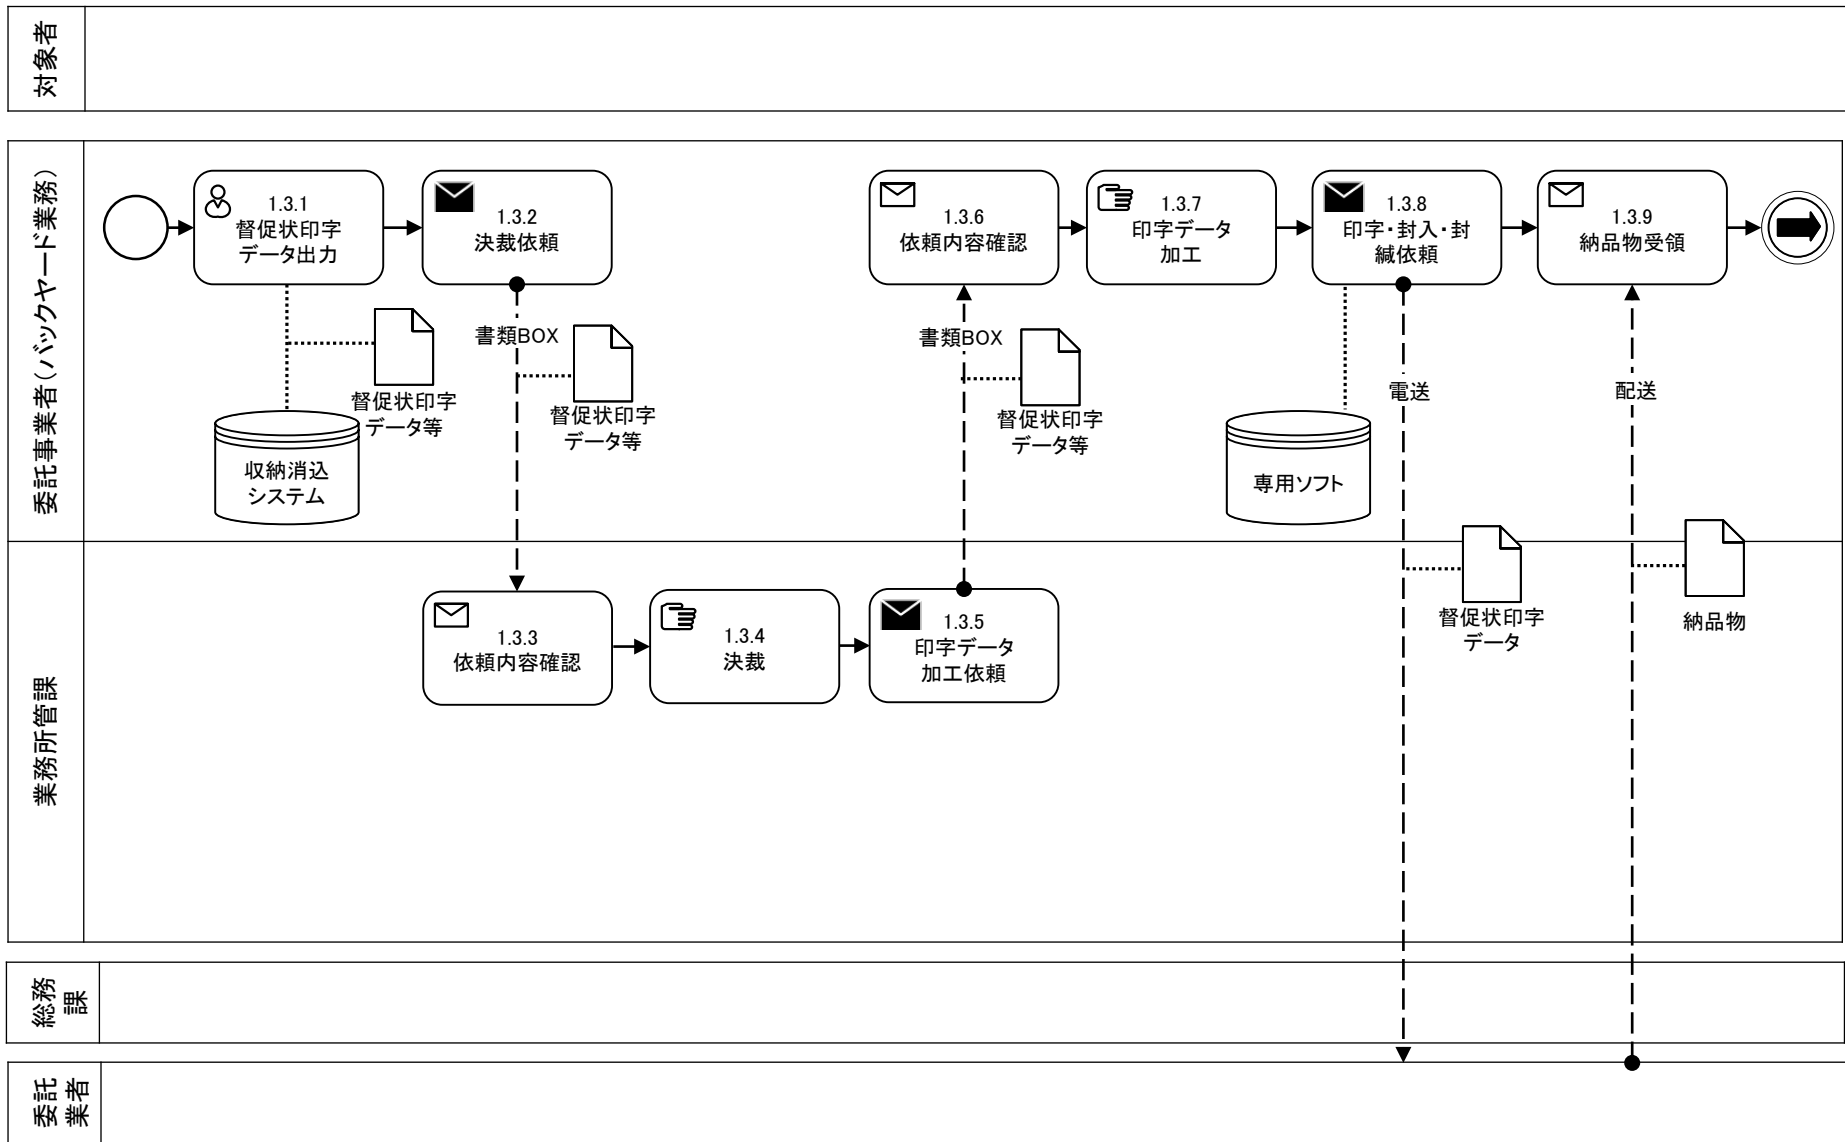 対象者
委託事業者（バックヤード業務）
1.3.1
督促状印字
データ出力
1.3.2
決裁依頼
1.3.6
依頼内容確認
1.3.7
印字データ
加工
1.3.8
印字・封入・封
緘依頼
1.3.9
納品物受領
書類BOX
督促状印字
データ等
督促状印字
データ等
収納消込
システム
書類BOX
督促状印字
データ等
専用ソフト
電送
配送
業務所管課
1.3.3
依頼内容確認
1.3.4
決裁
1.3.5
印字データ
加工依頼
督促状印字
データ
納品物
総務
課
委託
業者